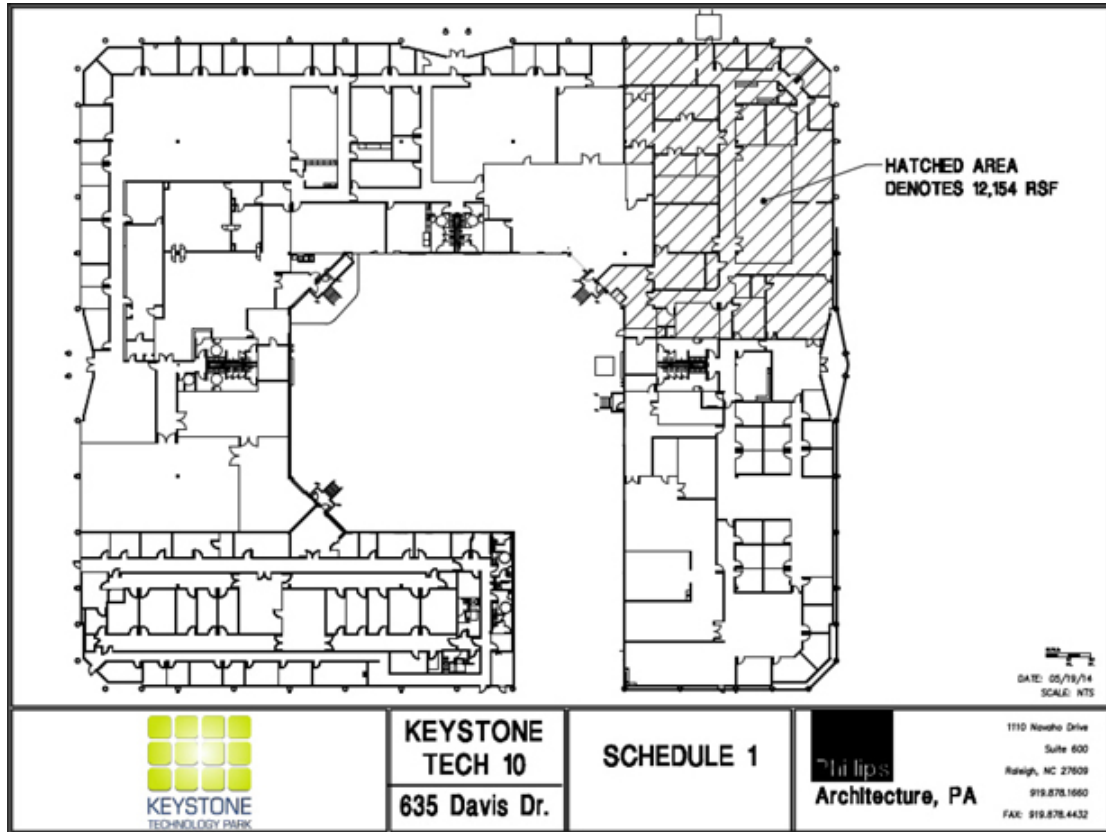 HATCHED AREA
DENOTES 12,154 RSF
DATE: 05/19/14
SCALE: NTS
KEYSTONE
TECHNOLOGY PARK
KEYSTONE
TECH 10
635 Davis Dr.
SCHEDULE 1
Phillips
Architecture, PA
1110 Navaho Drive
Suite 600
Raleigh, NC 27609
919.878.1660
FAX: 919.878.4432